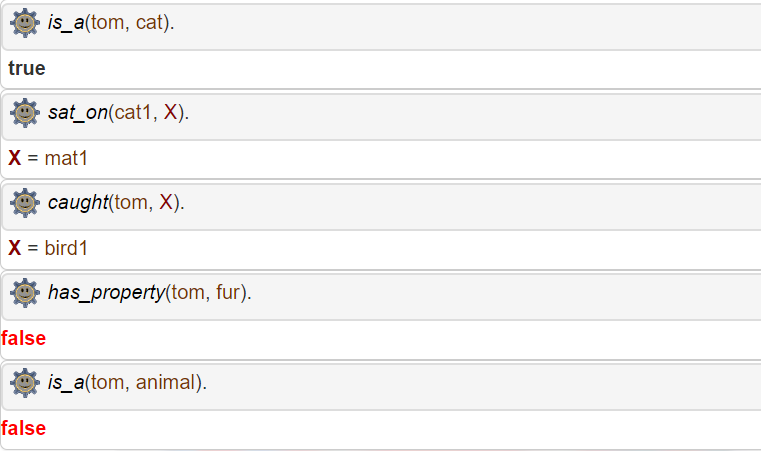 is_a(tom, cat).
true
sat_on(cat1, X).
X = mat1
caught(tom, X).
X = bird1
has_property(tom, fur).
false
is_a(tom, animal).
false